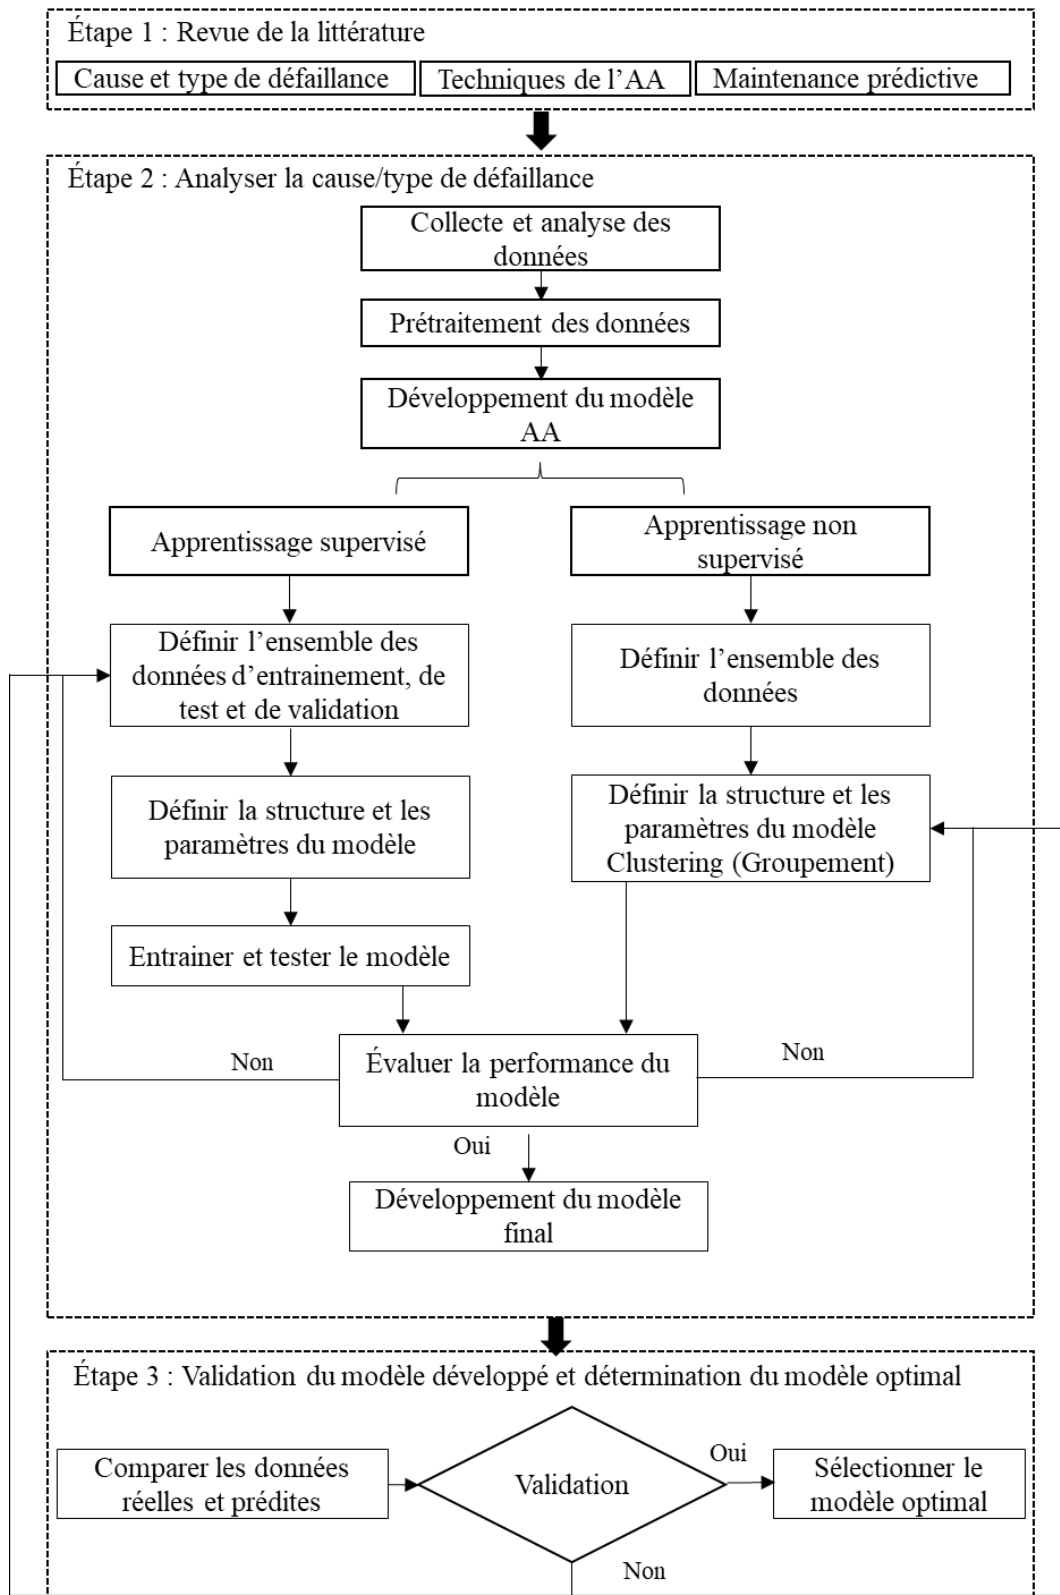 Étape 1 : Revue de la littérature
Cause et type de défaillance
Techniques de l’AA
Maintenance prédictive
Étape 2 : Analyser la cause/type de défaillance
Collecte et analyse des
données
Prétraitement des données
Développement du modèle
AA
Apprentissage supervisé
Apprentissage non
supervisé
Définir l’ensemble des
données d’entrainement, de
test et de validation
Définir l’ensemble des
données
Définir la structure et les
paramètres du modèle
Définir la structure et les
paramètres du modèle
Clustering (Groupement)
Entrainer et tester le modèle
Non
Évaluer la performance du
modèle
Non
Oui
Développement du modèle
final
Étape 3 : Validation du modèle développé et détermination du modèle optimal
Comparer les données
réelles et prédites
Validation
Oui
Sélectionner le
modèle optimal
Non